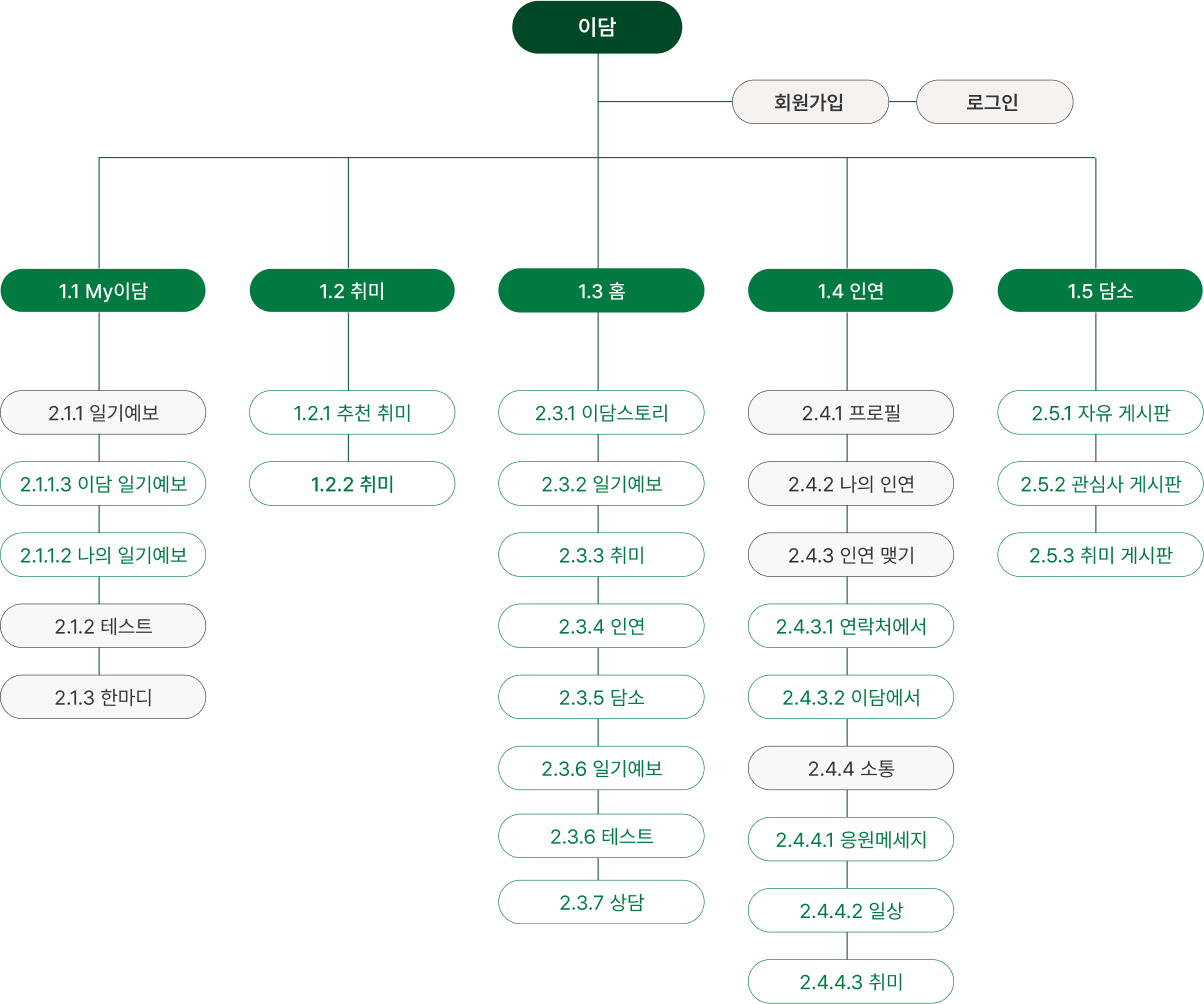 이담
회원가입
로그인
1.1 My이담
1.2 취미
1.3 홈
1.4 인연
1.5 담소
2.1.1 일기예보
2.1.1.3 이담 일기예보
2.1.1.2 나의 일기예보
2.1.2 테스트
2.1.3 한마디
1.2.1 추천 취미
1.2.2 취미
2.3.1 이담스토리
2.3.2 일기예보
2.3.3 취미
2.3.4 인연
2.3.5 담소
2.3.6 일기예보
2.3.6 테스트
2.3.7 상담
2.4.1 프로필
2.4.2 나의 인연
2.4.3 인연 맺기
2.4.3.1 연락처에서
2.4.3.2 이담에서
2.4.4 소통
2.4.4.1 응원메세지
2.4.4.2 일상
2.4.4.3 취미
2.5.1 자유 게시판
2.5.2 관심사 게시판
2.5.3 취미 게시판